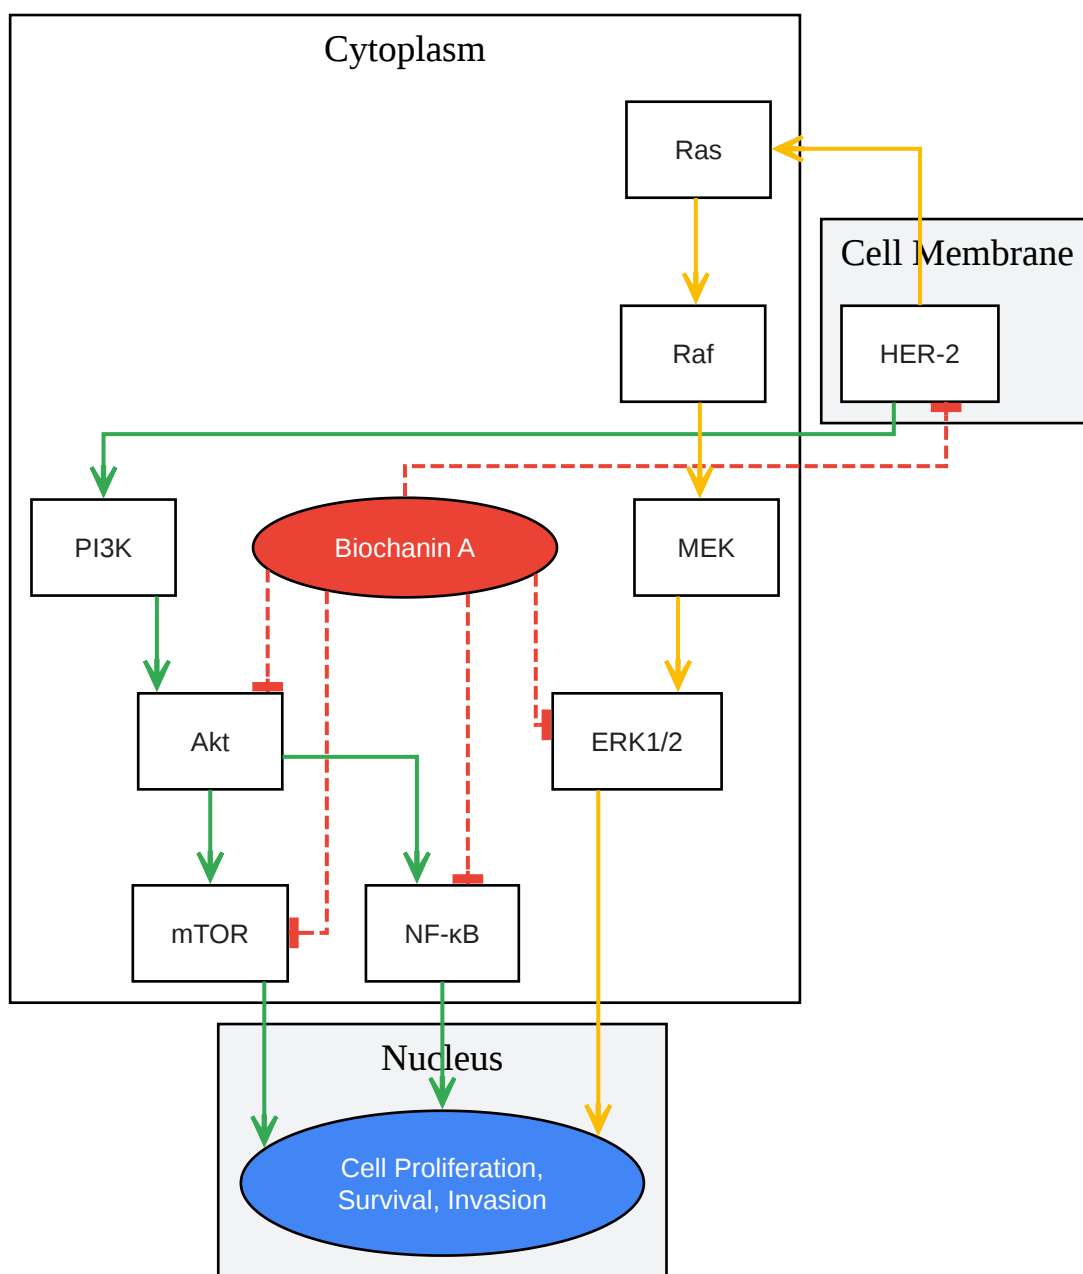 Cytoplasm
Ras
Cell Membrane
Raf
HER-2
PI3K
Biochanin A
MEK
Akt
ERK1/2
mTOR
NF-κB
Nucleus
Cell Proliferation,
Survival, Invasion